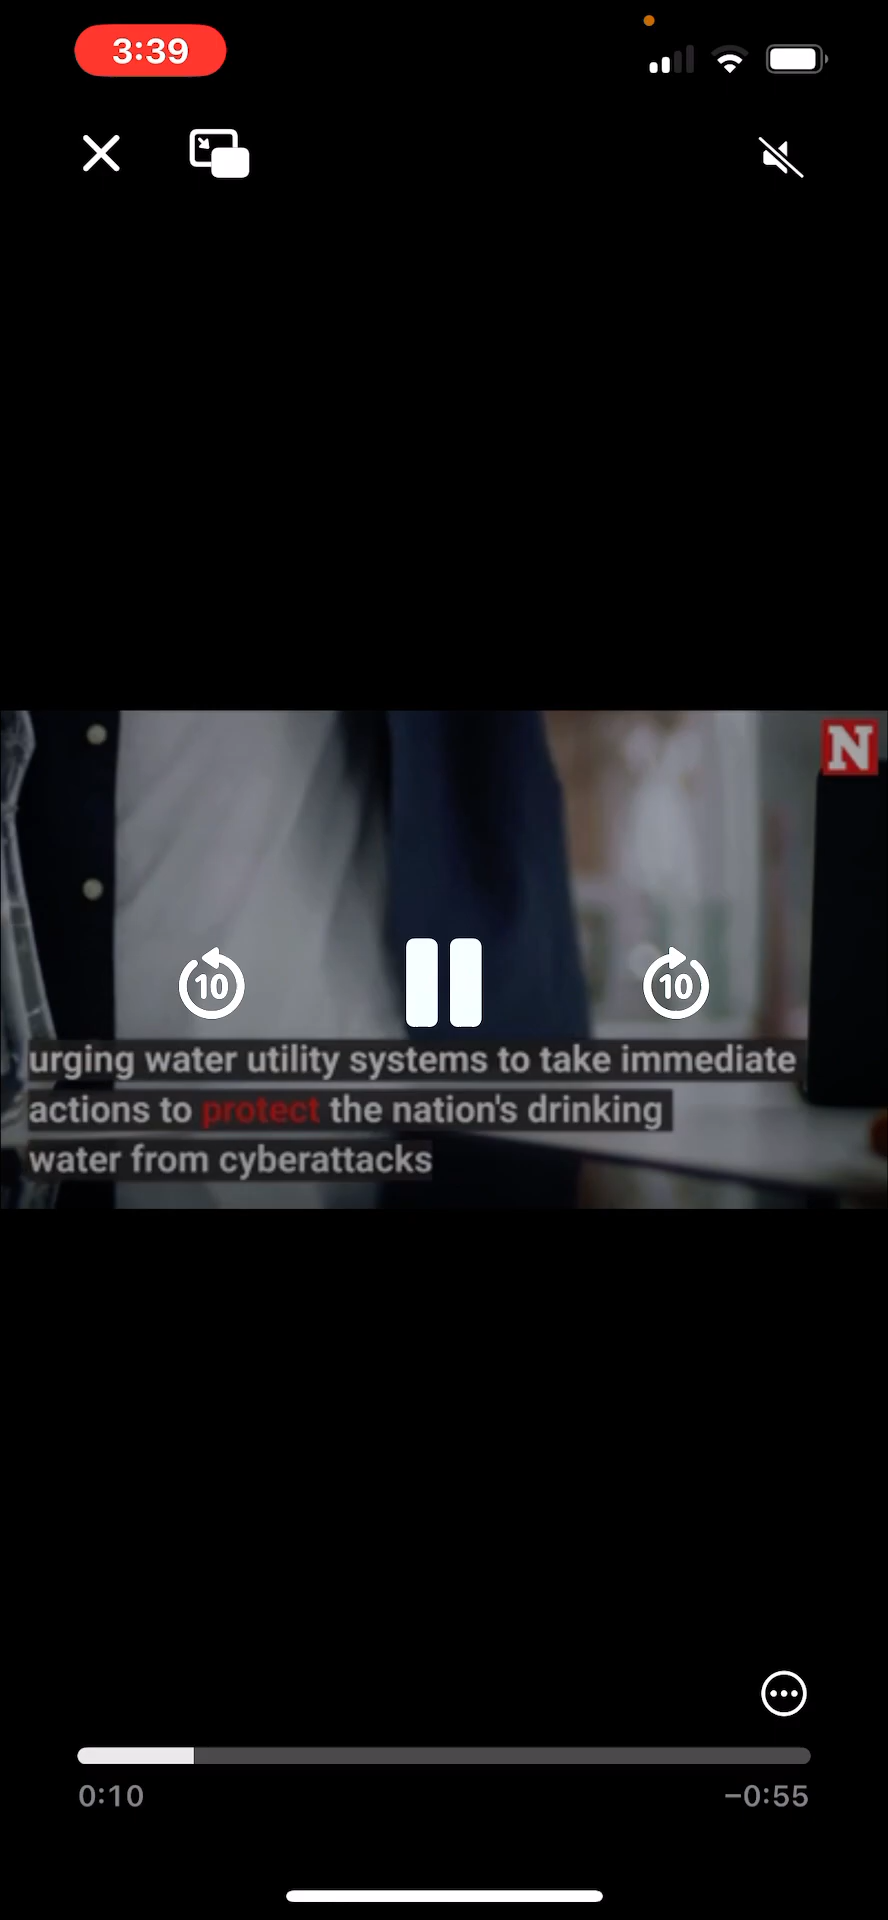 3:39
N
10
10
urging water utility systems to take immediate
actions to protect the nation's drinking
water from cyberattacks
0:10
−0:55